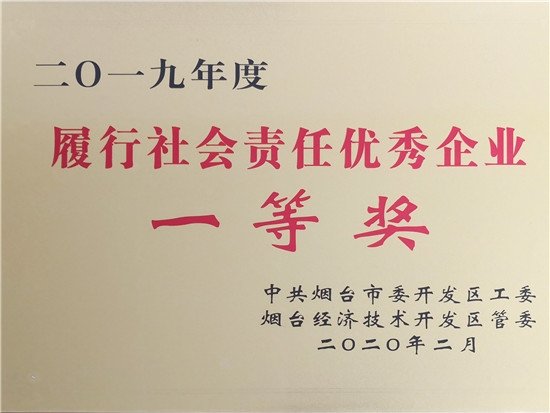 二〇一九年度
履行社会责任优秀企业
一等奖
中共烟台市委开发区工委
烟台经济技术开发区管委
二〇二〇年二月